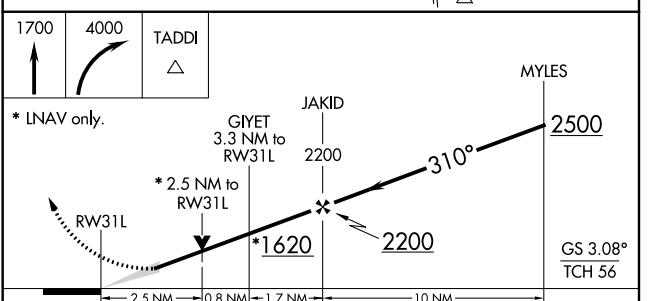 1700
4000
TADDI
* LNAV only.
MYLES
JAKID
2200
GIYET
3.3 NM to
RW31L
* 2.5 NM to
RW31L
RW31L
310°
2500
*1620
2200
GS 3.08°
TCH 56
2.5 NM
0.8 NM
1.7 NM
10 NM